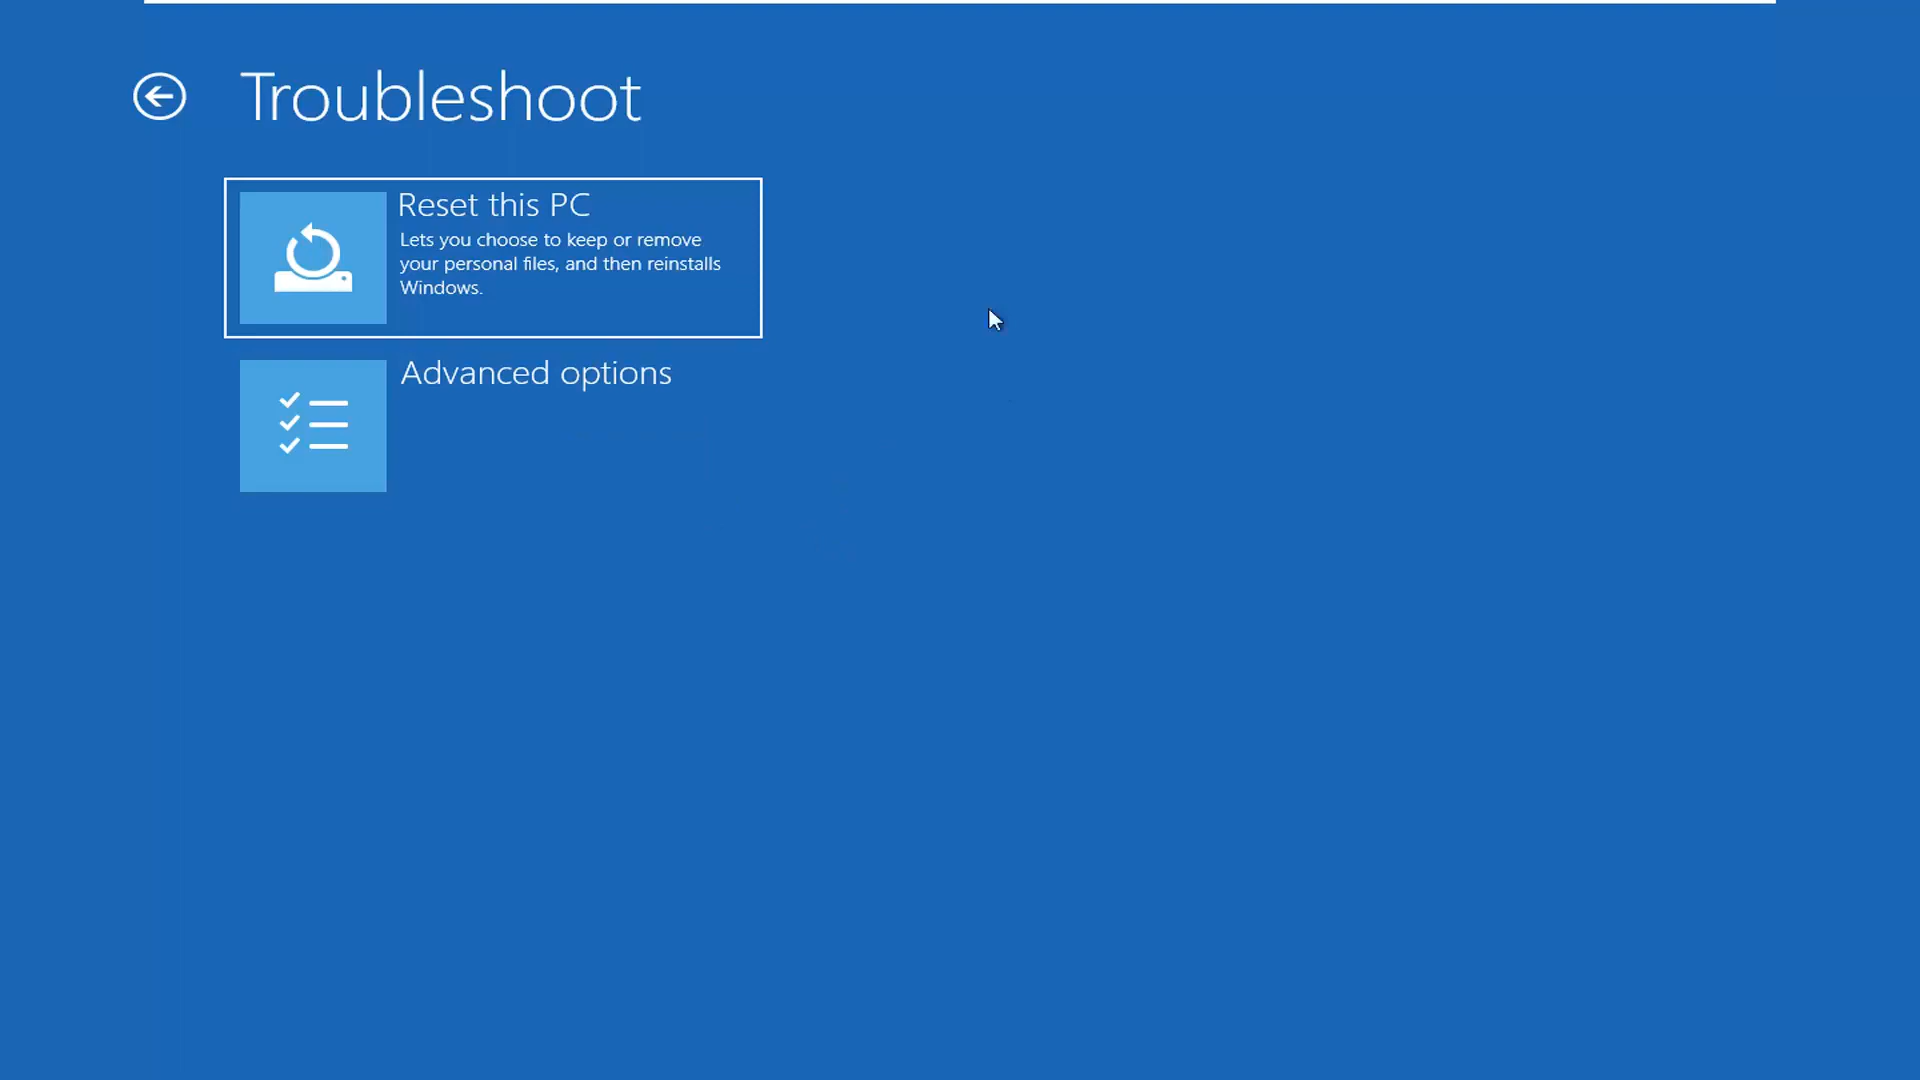 Troubleshoot
Reset this PC
Lets you choose to keep or remove
your personal files, and then reinstalls
Windows.
Advanced options